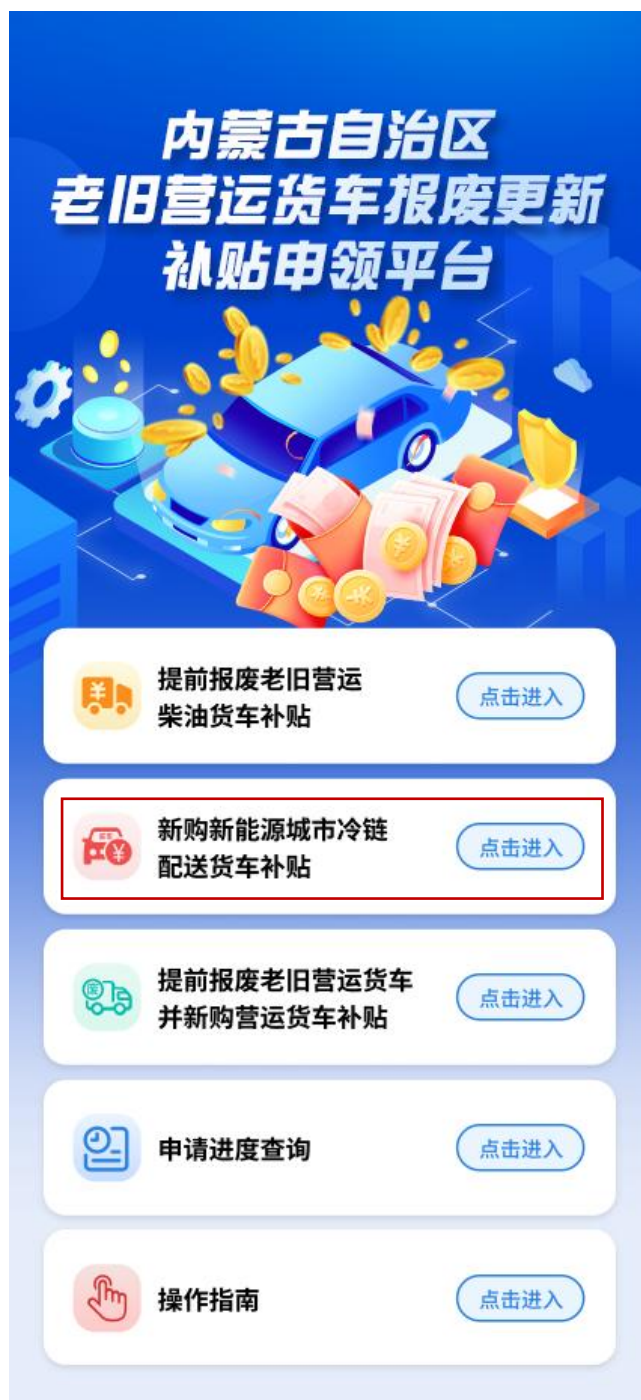 内蒙古自治区
老旧营运货车报废更新
补贴申领平台
提前报废老旧营运
柴油货车补贴
点击进入
新购新能源城市冷链
配送货车补贴
点击进入
提前报废老旧营运货车
并新购营运货车补贴
点击进入
申请进度查询
点击进入
操作指南
点击进入